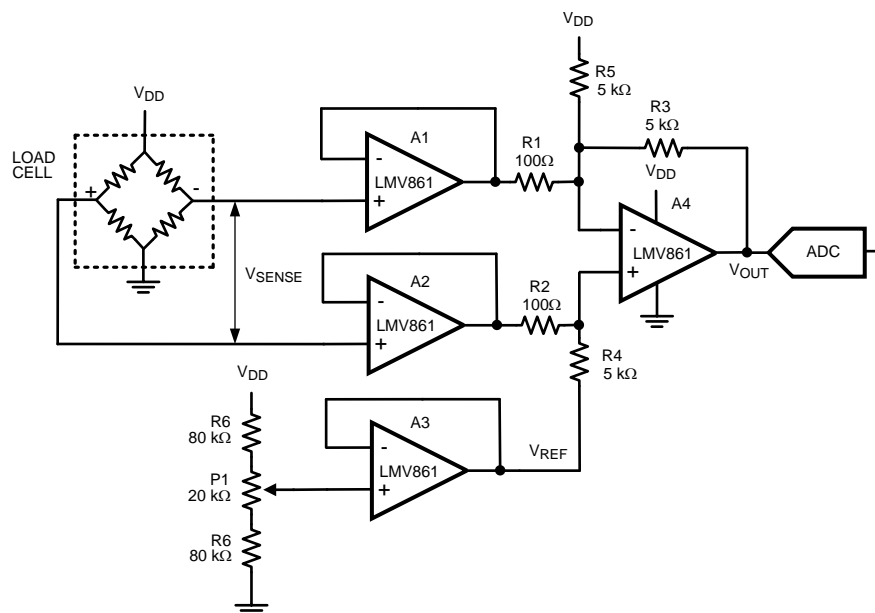 VDD
R5
5 kΩ
R3
5 kΩ
VDD
LOAD
CELL
+
-
A1
-
LMV861
+
R1
100Ω
VDD
A4
-
LMV861
+
ADC
VOUT
VSENSE
A2
-
LMV861
+
R2
100Ω
R4
5 kΩ
VDD
R6
80 kΩ
P1
20 kΩ
R6
80 kΩ
A3
-
LMV861
+
VREF